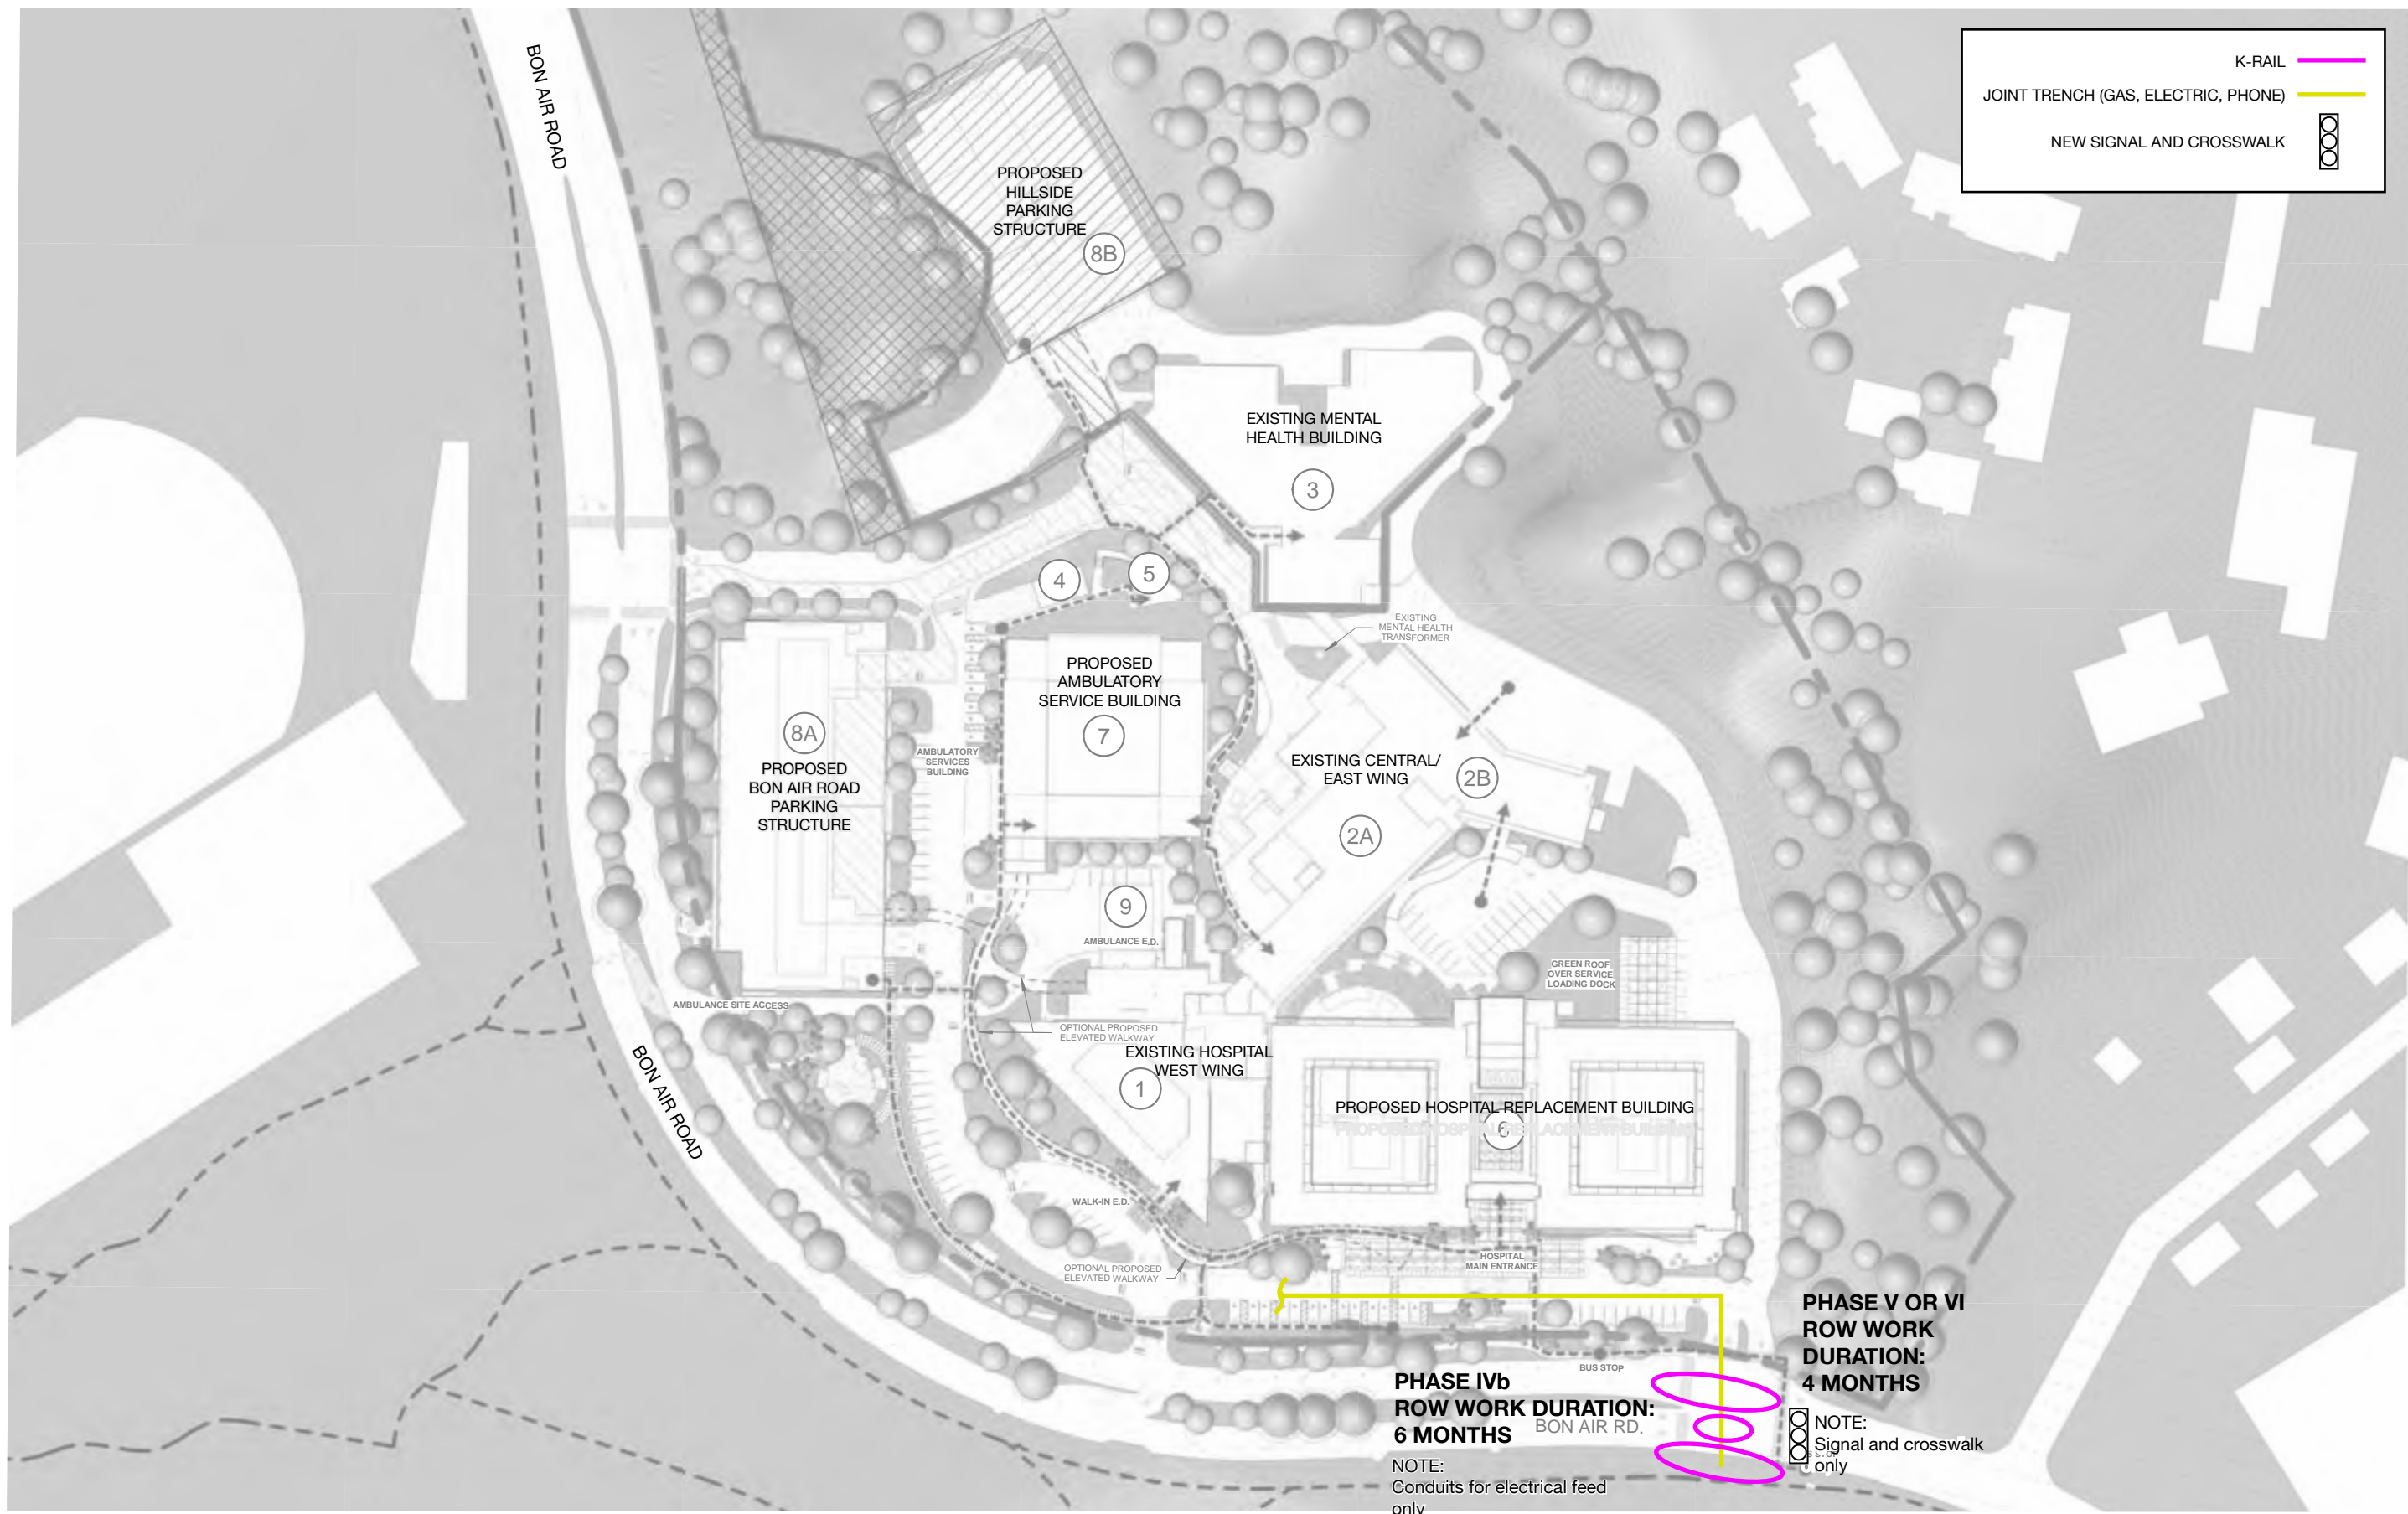 BON AIR ROAD
K-RAIL
JOINT TRENCH (GAS, ELECTRIC, PHONE)
NEW SIGNAL AND CROSSWALK
PROPOSED
HILLSIDE
PARKING
STRUCTURE
8B
EXISTING MENTAL
HEALTH BUILDING
3
4
5
EXISTING
MENTAL HEALTH
TRANSFORMER
PROPOSED
AMBULATORY
SERVICE BUILDING
7
8A
PROPOSED
BON AIR ROAD
PARKING
STRUCTURE
AMBULATORY
SERVICES
BUILDING
EXISTING CENTRAL/
EAST WING
2B
2A
9
AMBULANCE E.D.
GREEN ROOF
OVER SERVICE
LOADING DOCK
AMBULANCE SITE ACCESS
OPTIONAL PROPOSED
ELEVATED WALKWAY
EXISTING HOSPITAL
WEST WING
1
BON AIR ROAD
PROPOSED HOSPITAL REPLACEMENT BUILDING
PROPOSED HOSPITAL REPLACEMENT BUILDING
6
WALK-IN E.D.
OPTIONAL PROPOSED
ELEVATED WALKWAY
HOSPITAL
MAIN ENTRANCE
BUS STOP
PHASE V OR VI
ROW WORK
DURATION:
4 MONTHS
NOTE:
Signal and crosswalk
only
PHASE IVb
ROW WORK DURATION:
6 MONTHS
BON AIR RD.
NOTE:
Conduits for electrical feed
only